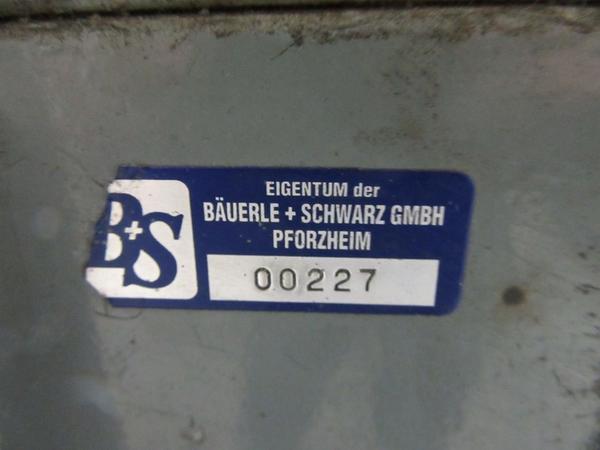 B+S
EIGENTUM der
BÄUERLE + SCHWARZ GMBH
PFORZHEIM
00227